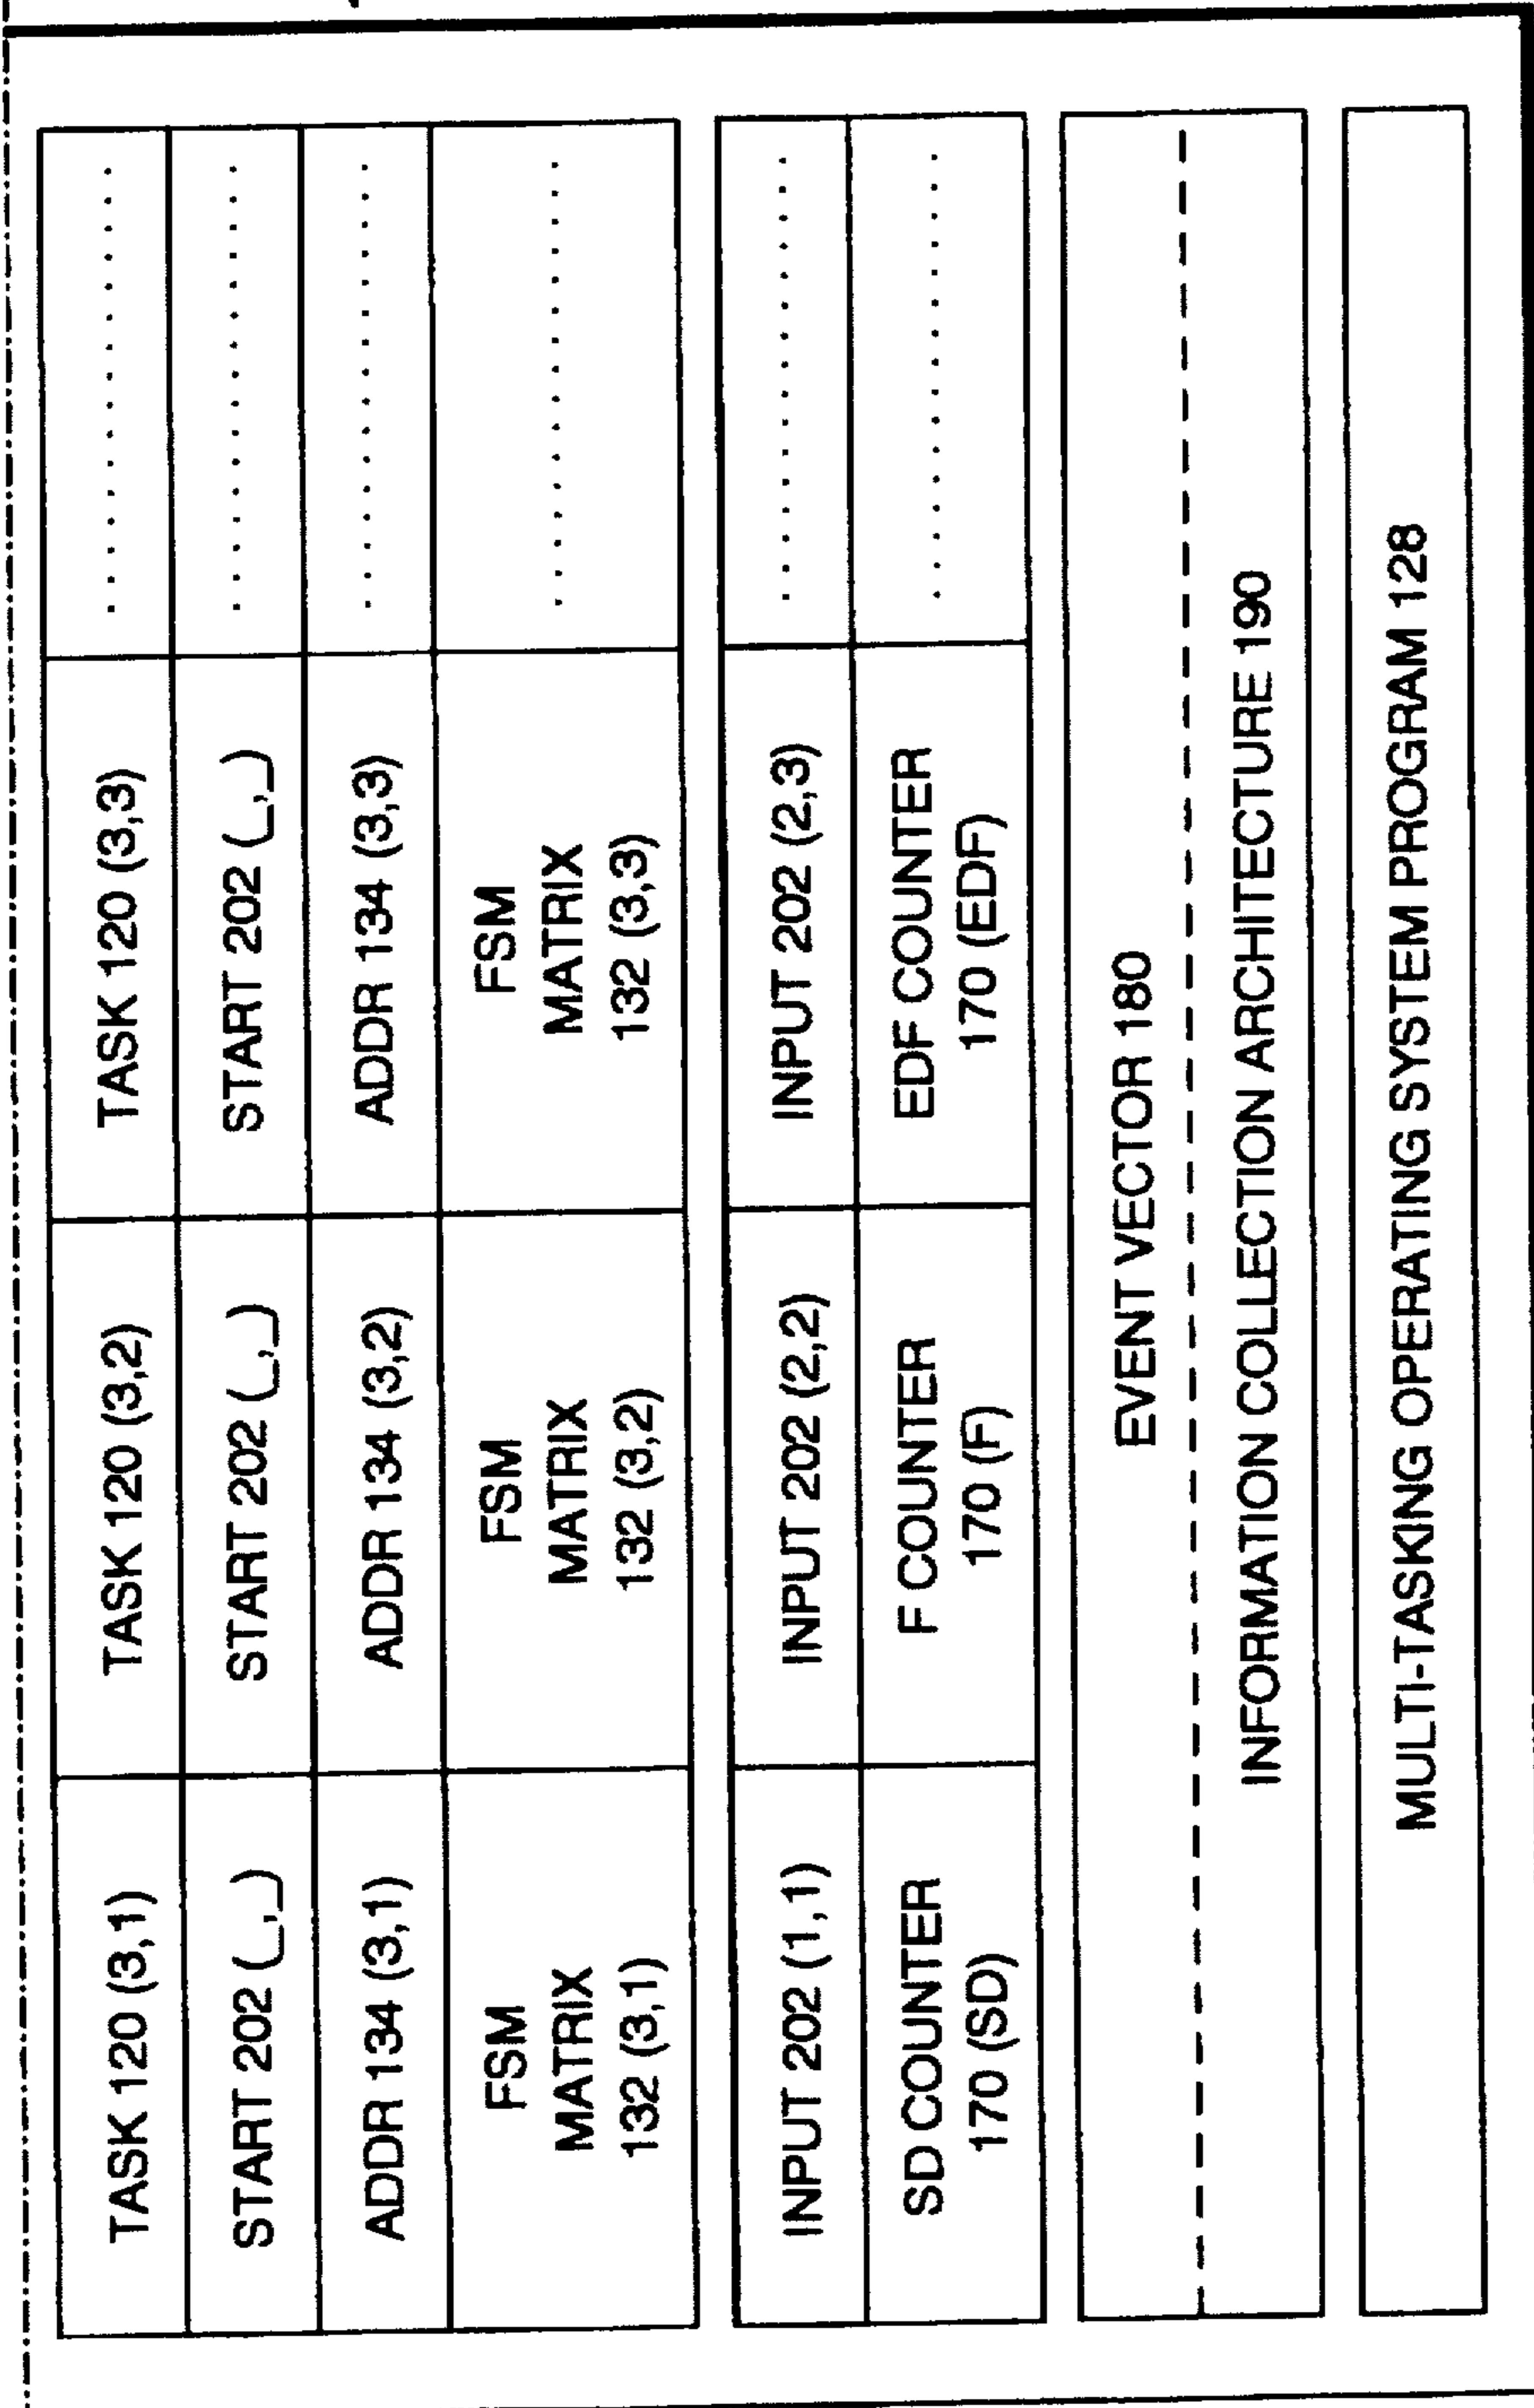 TASK 120 (3,1) TASK 120 (3,2) TASK 120 (3,3) . . . . . . . . . . . . . . . .
START 202 (_,_) START 202 (_,_) START 202 (_,_) . . . . . . . . . . . . . . . .
ADDR 134 (3,1) ADDR 134 (3,2) ADDR 134 (3,3) . . . . . . . . . . . . . . . .
FSM MATRIX 132 (3,1) FSM MATRIX 132 (3,2) FSM MATRIX 132 (3,3) . . . . . . . . . . . . . . . .
INPUT 202 (1,1) INPUT 202 (2,2) INPUT 202 (2,3) . . . . . . . . . . . . . . . .
SD COUNTER 170 (SD) F COUNTER 170 (F) EDF COUNTER 170 (EDF) . . . . . . . . . . . . . . . .
EVENT VECTOR 180
INFORMATION COLLECTION ARCHITECTURE 190
MULTI-TASKING OPERATING SYSTEM PROGRAM 128